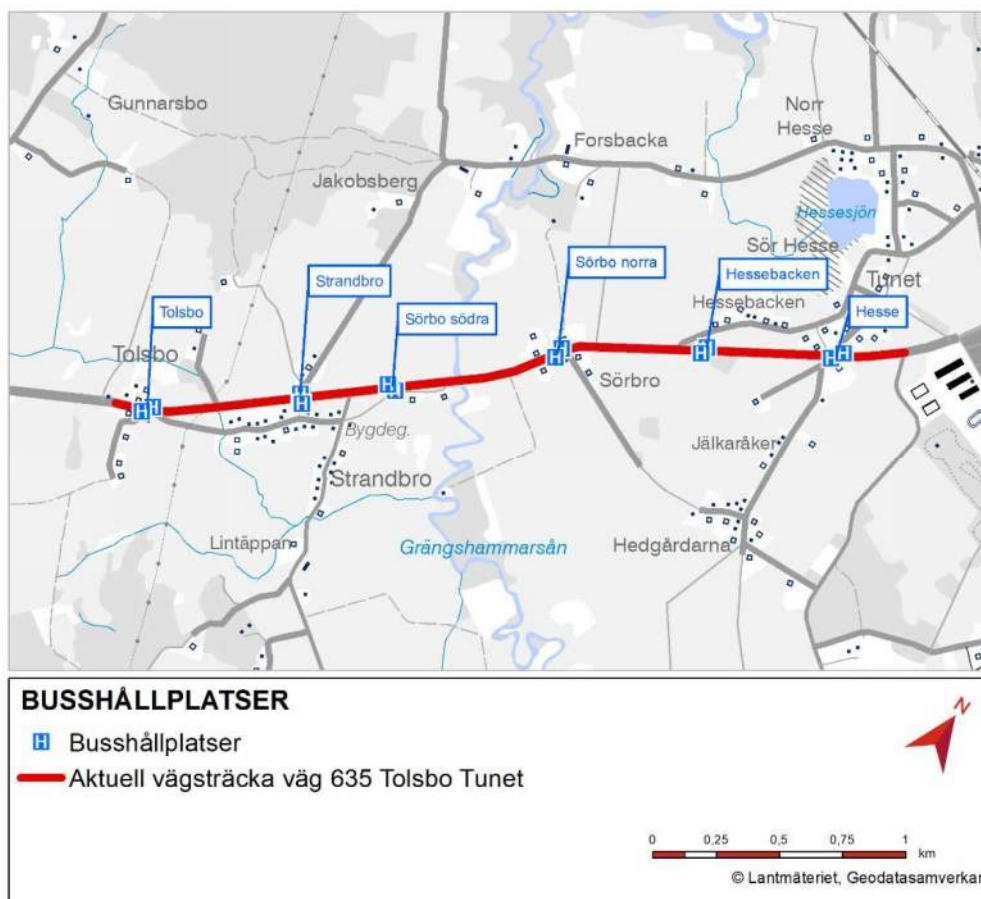 Gunnarsbo
Norr
Hesse
Forsbacka
Jakobsberg
Hessesjön
Sör Hesse
Sörbo norra
Hessebacken
Tunet
Strandbro
Tolsbo
Sörbo södra
Hessebacken
Hesse
Tolsbo
Sörbro
Bygdeg.
Jälkaråker
Strandbro
Lintäppan
Grängshammarsån
Hedgårdarna
BUSSHÅLLPLATSER
N
H Busshållplatser
Aktuell vägsträcka väg 635 Tolsbo Tunet
0 0,25 0,5 0,75 1
km
© Lantmäteriet, Geodatasamverkan